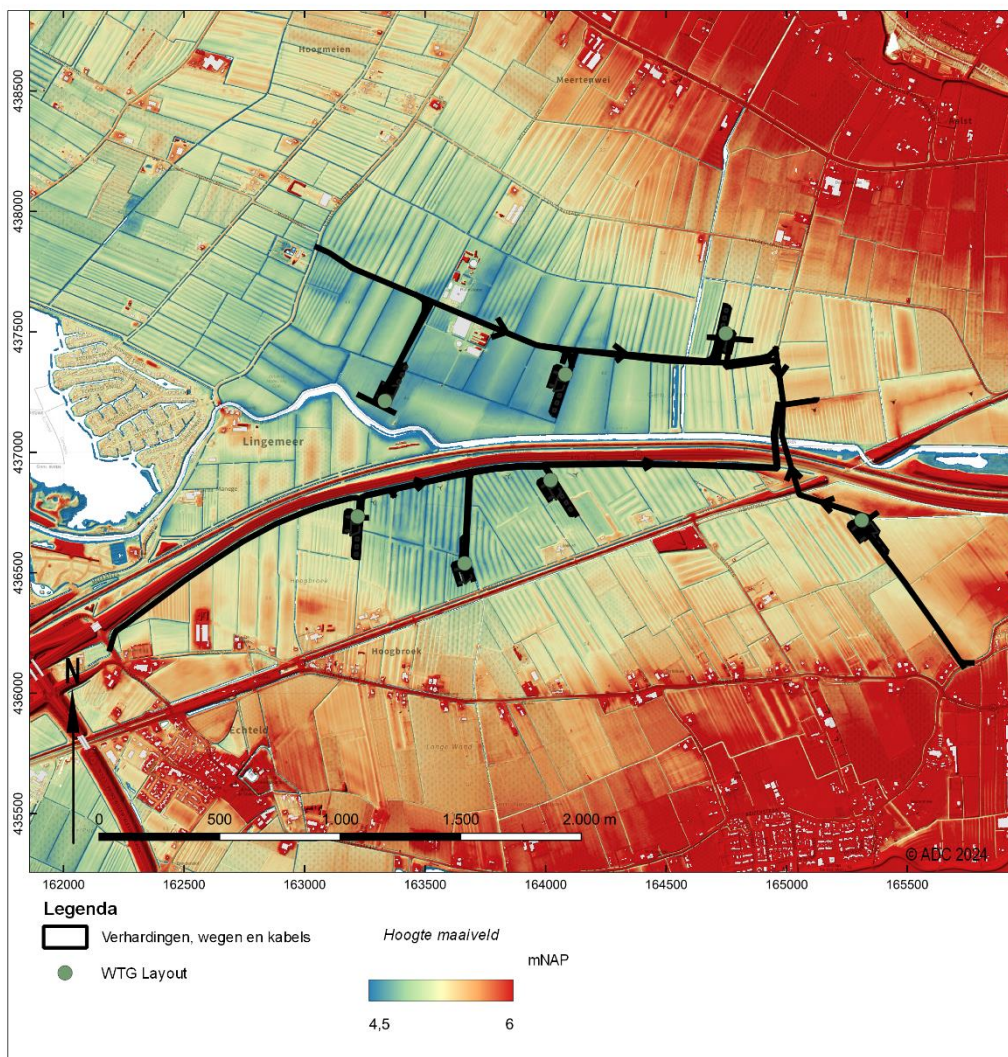 Hoogmeien
Meertenwei
438500
438000
437500
437000
436500
436000
435500
Lingemeer
Hoogbroek
Hoogbroek
Echteld
Lange Wand
N
0 500 1.000 1.500 2.000 m
© ADC 2024
162000 162500 163000 163500 164000 164500 165000 165500
Legenda
Verhardingen, wegen en kabels
WTG Layout
Hoogte maaiveld
mNAP
4,5 6